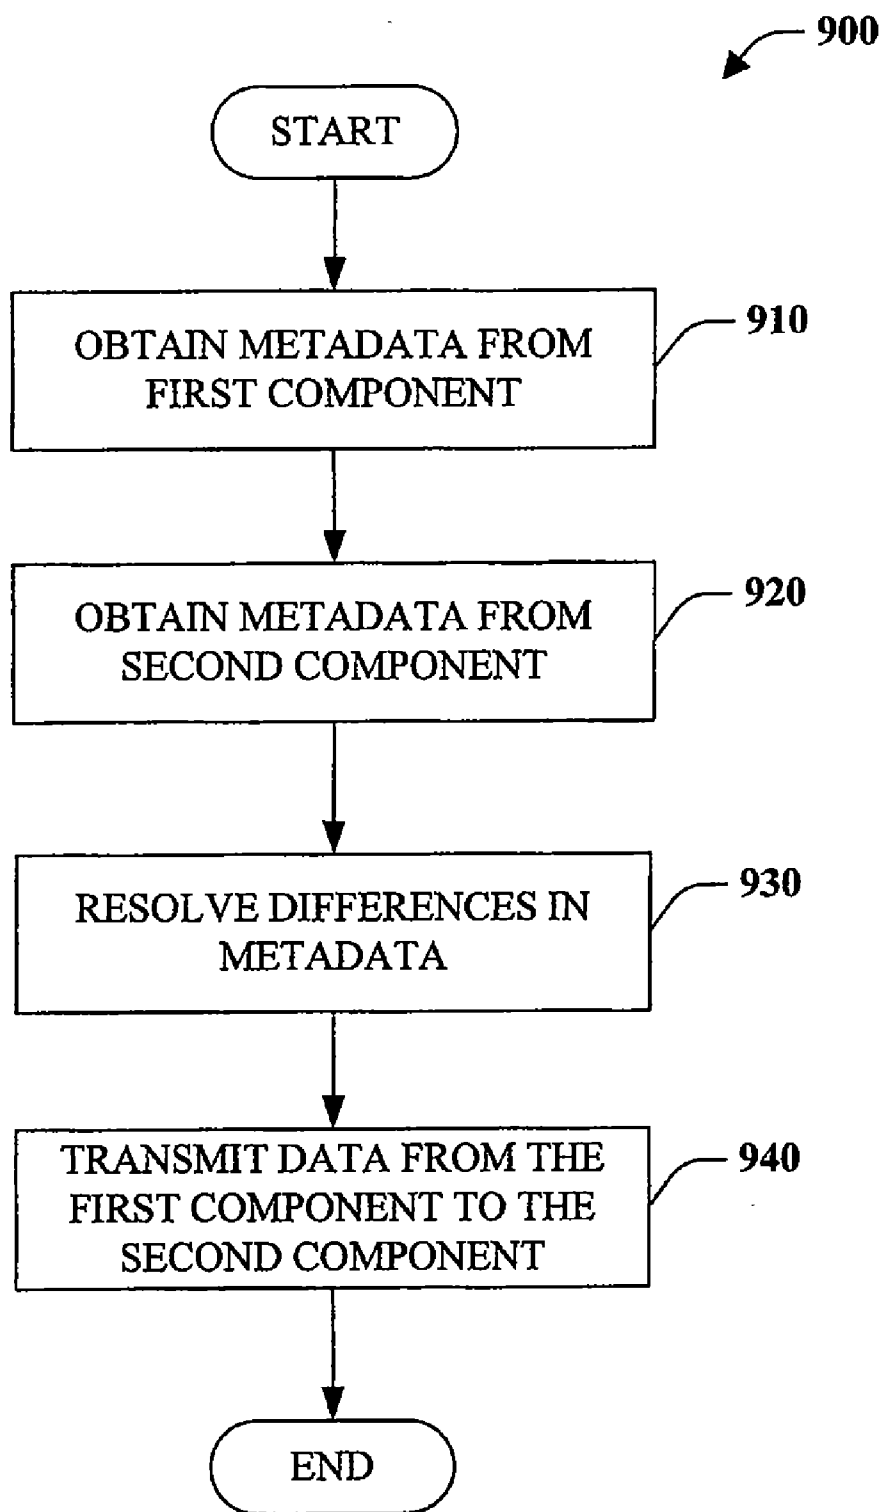 900
START
OBTAIN METADATA FROM
FIRST COMPONENT
910
OBTAIN METADATA FROM
SECOND COMPONENT
920
RESOLVE DIFFERENCES IN
METADATA
930
TRANSMIT DATA FROM THE
FIRST COMPONENT TO THE
SECOND COMPONENT
940
END